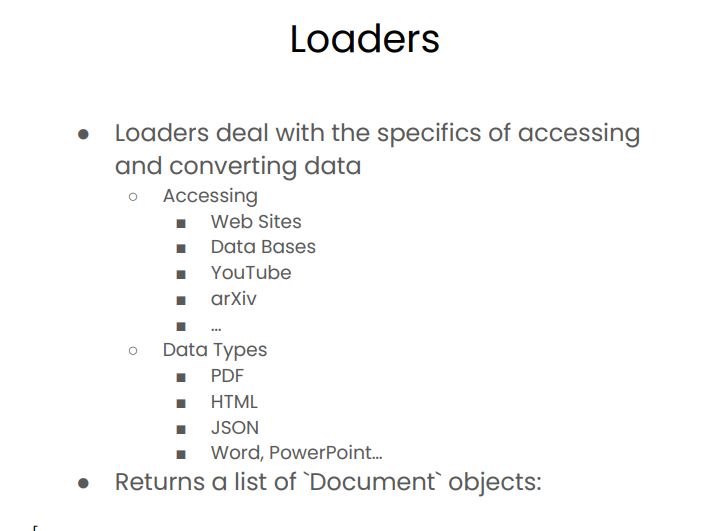 Loaders
● Loaders deal with the specifics of accessing
and converting data
○ Accessing
■ Web Sites
■ Data Bases
■ YouTube
■ arXiv
■ ...
○ Data Types
■ PDF
■ HTML
■ JSON
■ Word, PowerPoint...
● Returns a list of `Document` objects:
[